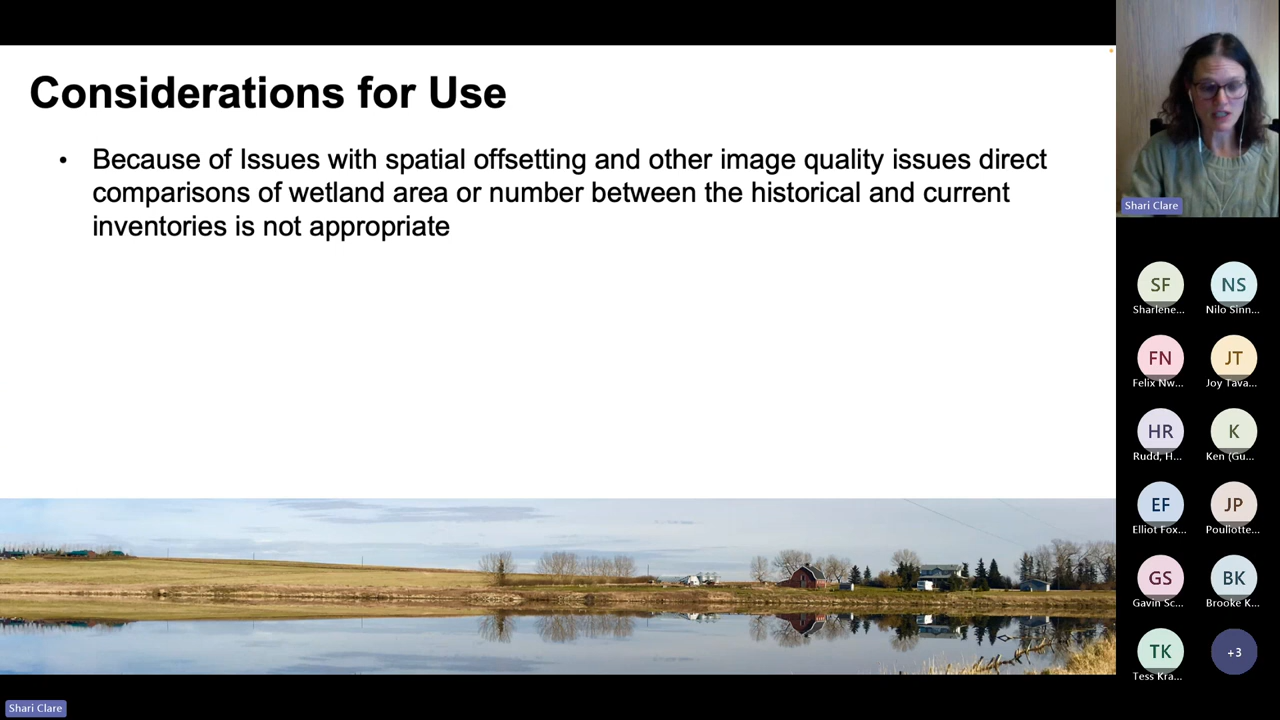 Considerations for Use
• Because of Issues with spatial offsetting and other image quality issues direct
comparisons of wetland area or number between the historical and current
inventories is not appropriate
Shari Clare
SF
Sharlene...
NS
Nilo Sinn...
FN
Felix Nw...
JT
Joy Tava...
HR
Rudd, H...
K
Ken (Gu...
EF
Elliot Fox...
JP
Pouliotte...
GS
Gavin Sc...
BK
Brooke K...
TK
Tess Kra...
+3
Shari Clare